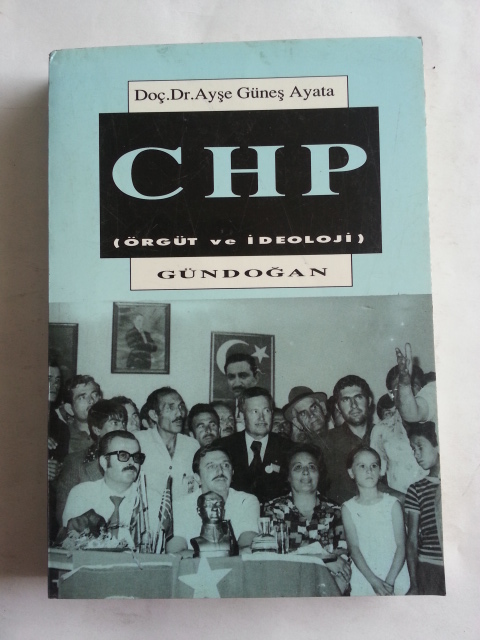 Doç.Dr.Ayşe Güneş Ayata
CHP
(ÖRGÜT ve İDEOLOJİ)
GÜNDOĞAN